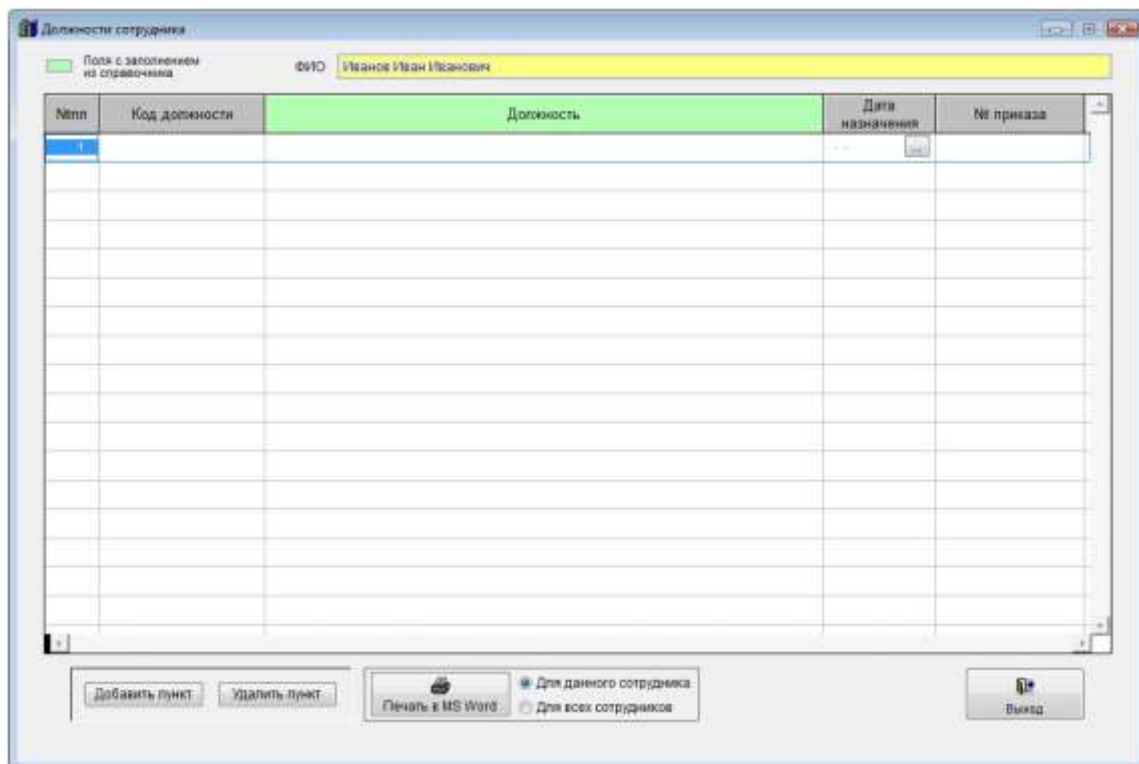 Должности сотрудника
Поля с заполнением
из справочника
ФИО Иванов Иван Иванович
№пп Код должности Должность Дата
назначения № приказа
1 . . ...
Добавить пункт Удалить пункт Печать в MS Word Для данного сотрудника
Для всех сотрудников
Выход